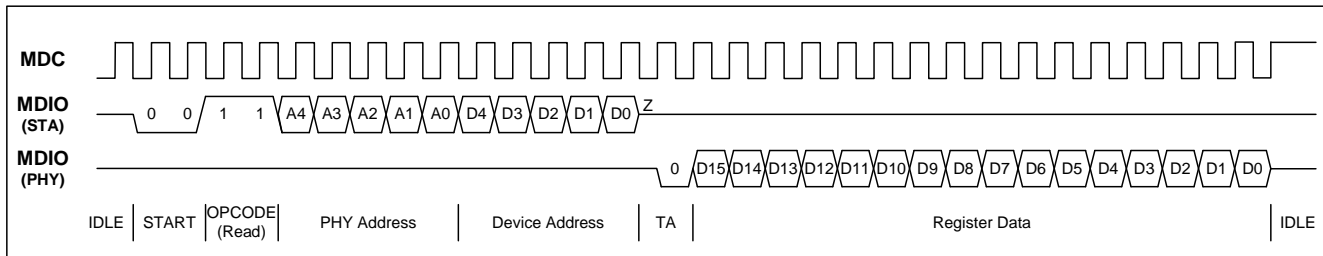 MDC
MDIO
(STA)
0 0 1 1 A4 A3 A2 A1 A0 D4 D3 D2 D1 D0 Z
MDIO
(PHY)
0 D15 D14 D13 D12 D11 D10 D9 D8 D7 D6 D5 D4 D3 D2 D1 D0
IDLE START OPCODE PHY Address Device Address TA Register Data IDLE
(Read)